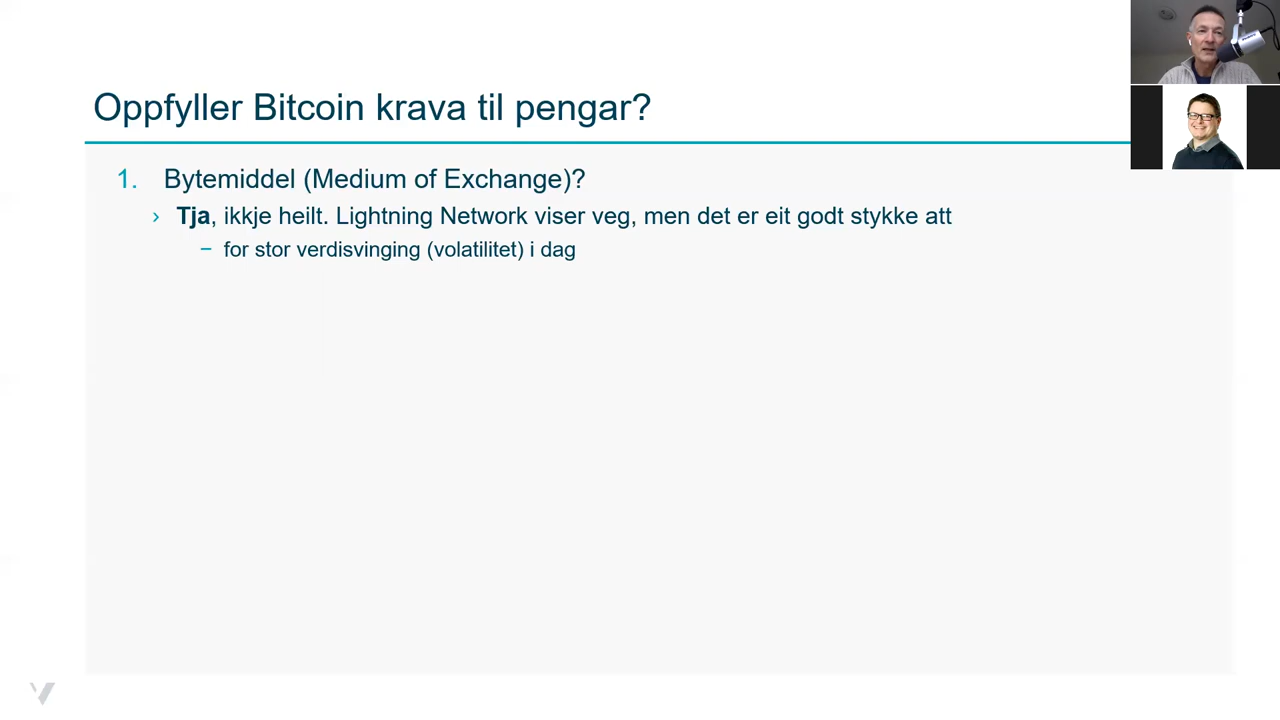 Oppfyller Bitcoin krava til pengar?
1. Bytemiddel (Medium of Exchange)?
› Tja, ikkje heilt. Lightning Network viser veg, men det er eit godt stykke att
– for stor verdisvinging (volatilitet) i dag